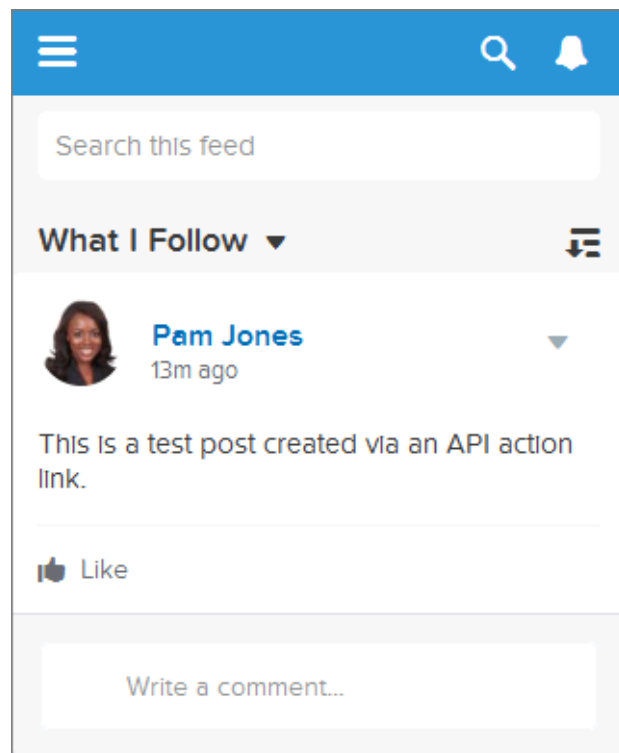 Search this feed
What I Follow
Pam Jones
13m ago
This is a test post created via an API action
link.
Like
Write a comment...